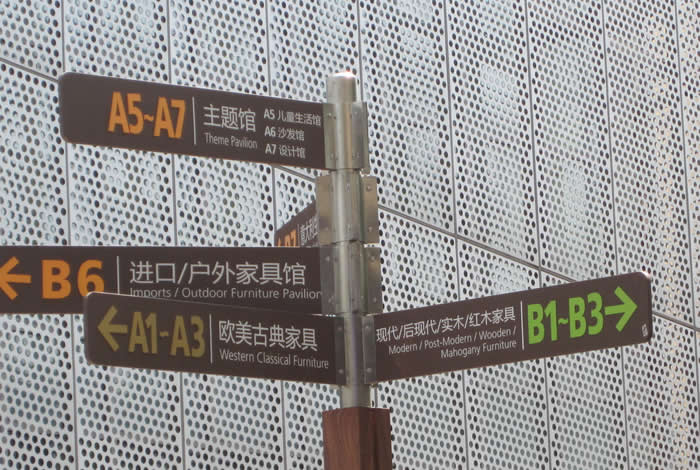 A5~A7
主题馆
Theme Pavilion
A5 儿童生活馆
A6 沙发馆
A7 设计馆
←B6
进口/户外家具馆
Imports / Outdoor Furniture Pavilion
←A1-A3
欧美古典家具
Western Classical Furniture
现代/后现代/实木/红木家具
Modern / Post-Modern / Wooden /
Mahogany Furniture
B1~B3→